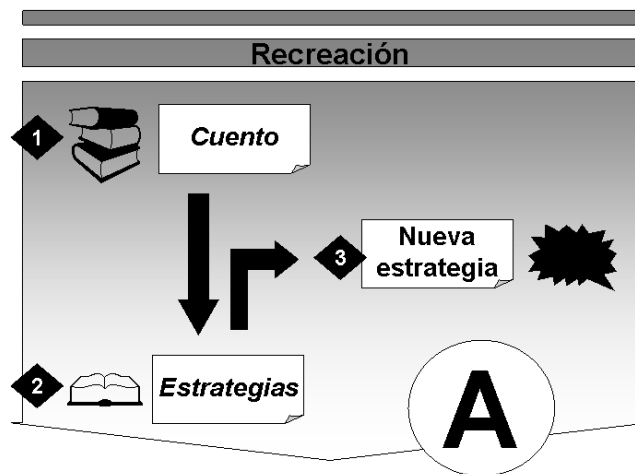 Recreación
1
Cuento
3
Nueva
estrategia
2
Estrategias
A